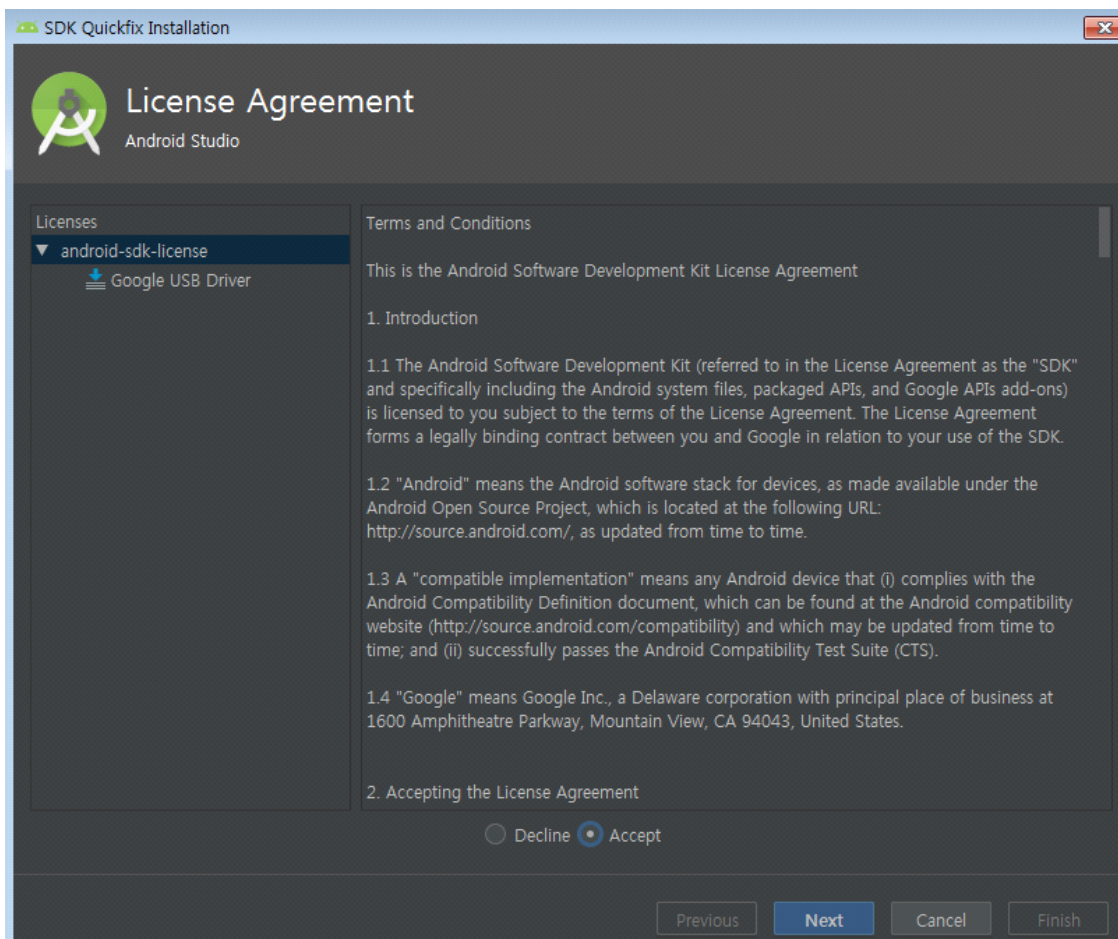 SDK Quickfix Installation
License Agreement
Android Studio
Licenses
android-sdk-license
Google USB Driver
Terms and Conditions
This is the Android Software Development Kit License Agreement
1. Introduction
1.1 The Android Software Development Kit (referred to in the License Agreement as the "SDK"
and specifically including the Android system files, packaged APIs, and Google APIs add-ons)
is licensed to you subject to the terms of the License Agreement. The License Agreement
forms a legally binding contract between you and Google in relation to your use of the SDK.
1.2 "Android" means the Android software stack for devices, as made available under the
Android Open Source Project, which is located at the following URL:
http://source.android.com/, as updated from time to time.
1.3 A "compatible implementation" means any Android device that (i) complies with the
Android Compatibility Definition document, which can be found at the Android compatibility
website (http://source.android.com/compatibility) and which may be updated from time to
time; and (ii) successfully passes the Android Compatibility Test Suite (CTS).
1.4 "Google" means Google Inc., a Delaware corporation with principal place of business at
1600 Amphitheatre Parkway, Mountain View, CA 94043, United States.
2. Accepting the License Agreement
Decline Accept
Previous Next Cancel Finish